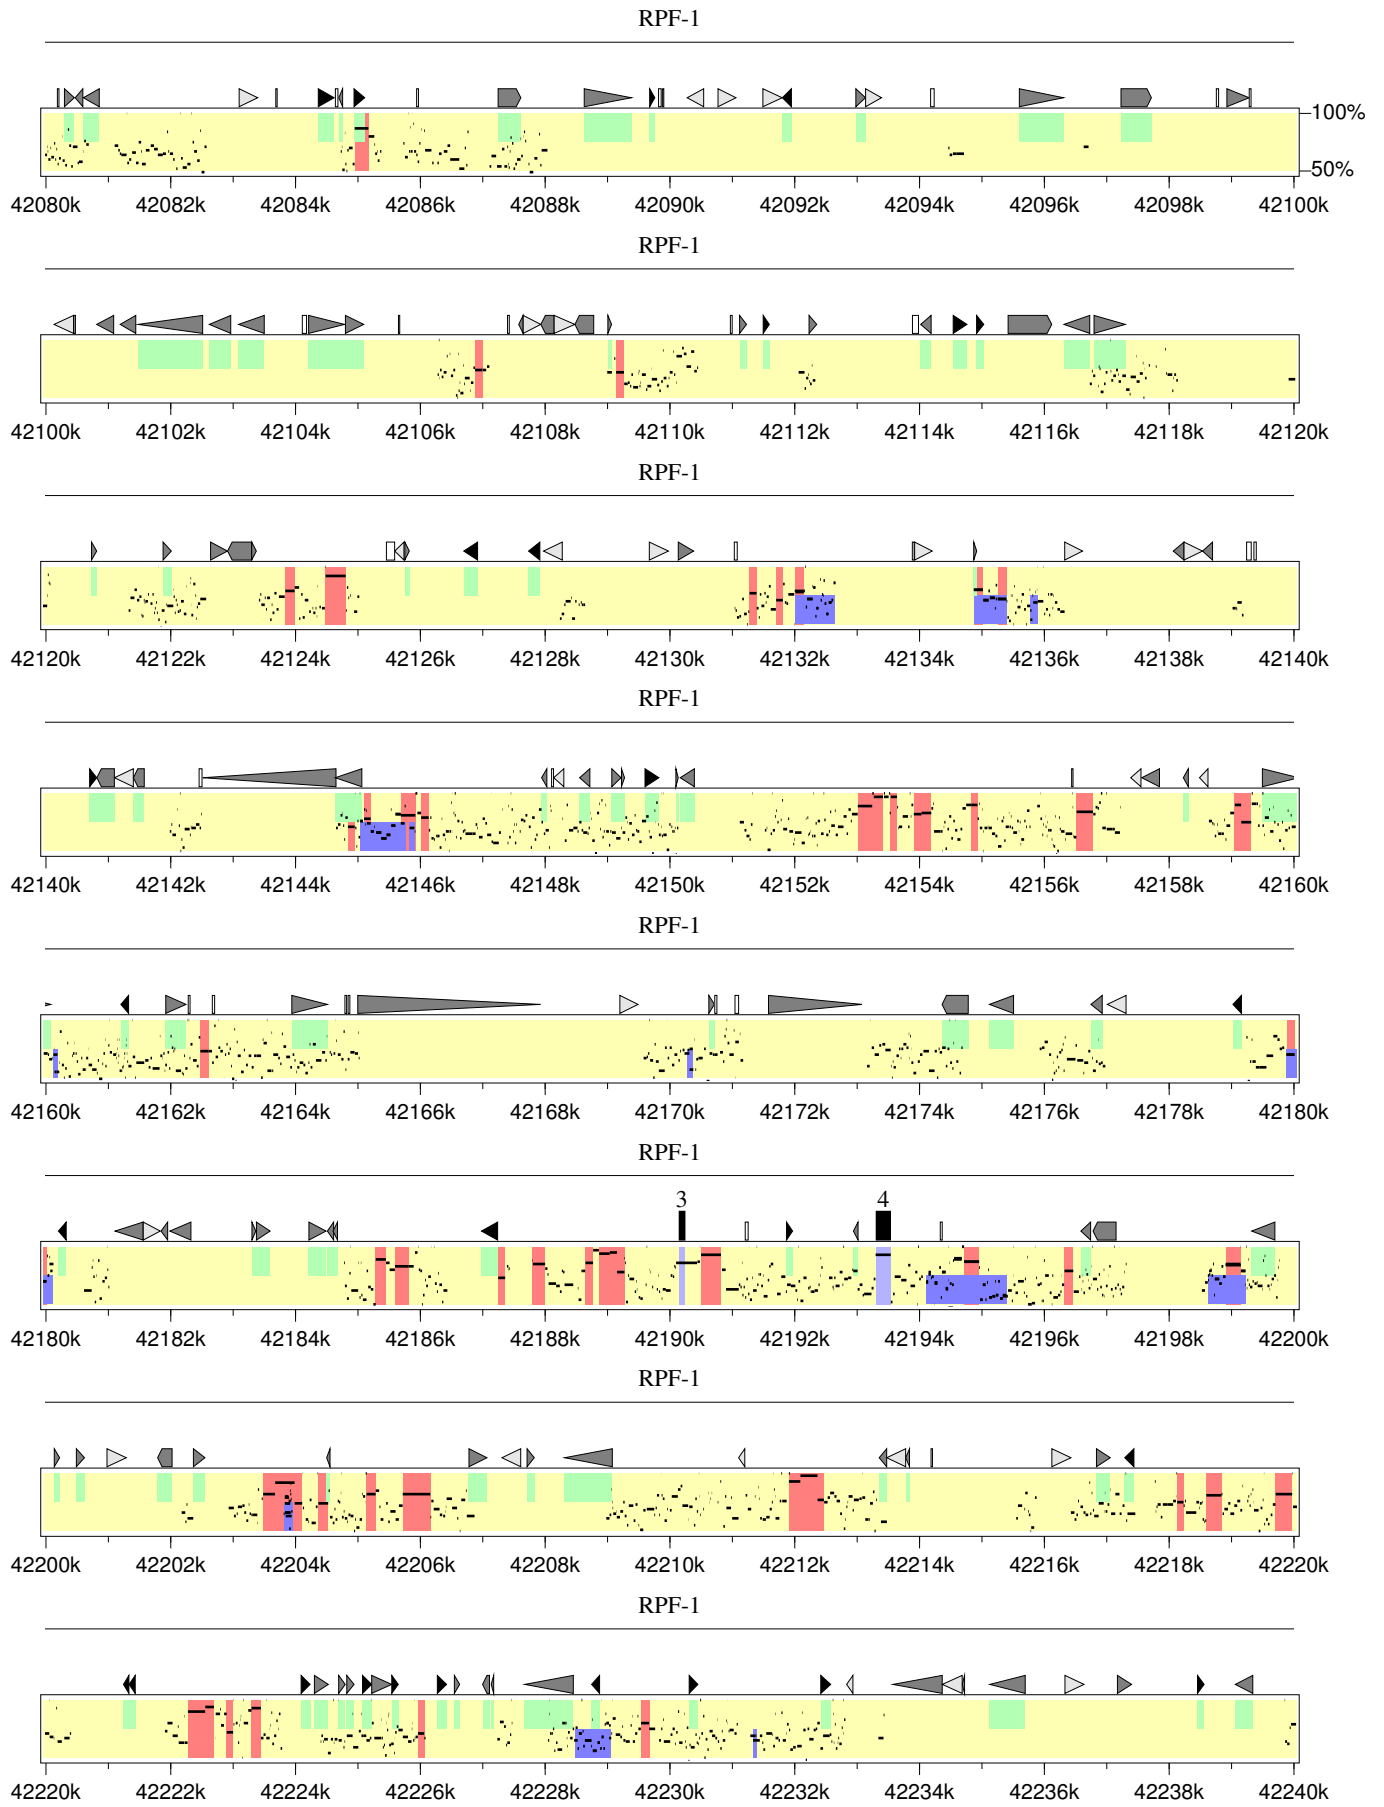 RPF-1
100%
50%
42080k 42082k 42084k 42086k 42088k 42090k 42092k 42094k 42096k 42098k 42100k
RPF-1
42100k 42102k 42104k 42106k 42108k 42110k 42112k 42114k 42116k 42118k 42120k
RPF-1
42120k 42122k 42124k 42126k 42128k 42130k 42132k 42134k 42136k 42138k 42140k
RPF-1
42140k 42142k 42144k 42146k 42148k 42150k 42152k 42154k 42156k 42158k 42160k
RPF-1
42160k 42162k 42164k 42166k 42168k 42170k 42172k 42174k 42176k 42178k 42180k
RPF-1
3 4
42180k 42182k 42184k 42186k 42188k 42190k 42192k 42194k 42196k 42198k 42200k
RPF-1
42200k 42202k 42204k 42206k 42208k 42210k 42212k 42214k 42216k 42218k 42220k
RPF-1
42220k 42222k 42224k 42226k 42228k 42230k 42232k 42234k 42236k 42238k 42240k